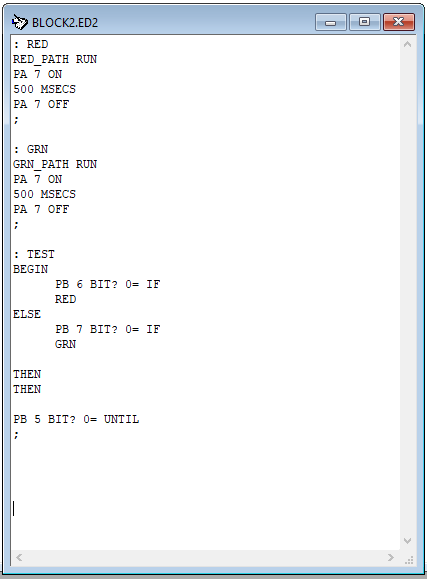 BLOCK2.ED2
: RED
RED_PATH RUN
PA 7 ON
500 MSECS
PA 7 OFF
;
: GRN
GRN_PATH RUN
PA 7 ON
500 MSECS
PA 7 OFF
;
: TEST
BEGIN
PB 6 BIT? 0= IF
RED
ELSE
PB 7 BIT? 0= IF
GRN
THEN
THEN
PB 5 BIT? 0= UNTIL
;